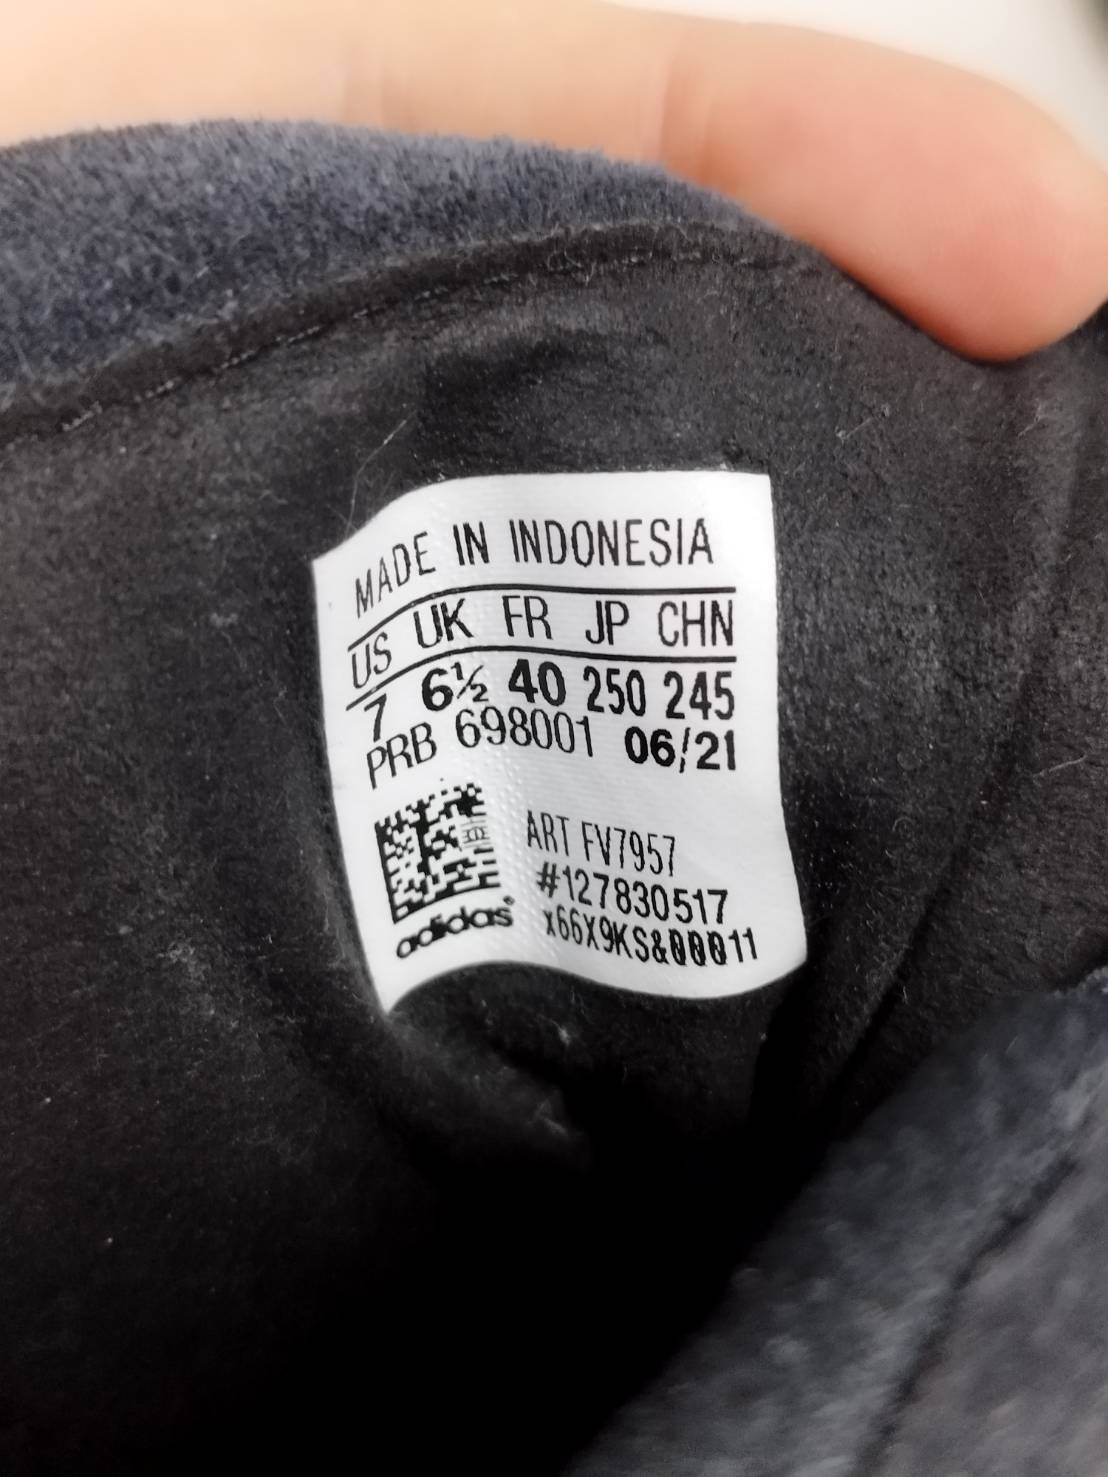 MADE IN INDONESIA
US UK FR JP CHN
7 6½ 40 250 245
PRB 698001 06/21
ART FV7957
#127830517
x66X9KS&00011
adidas